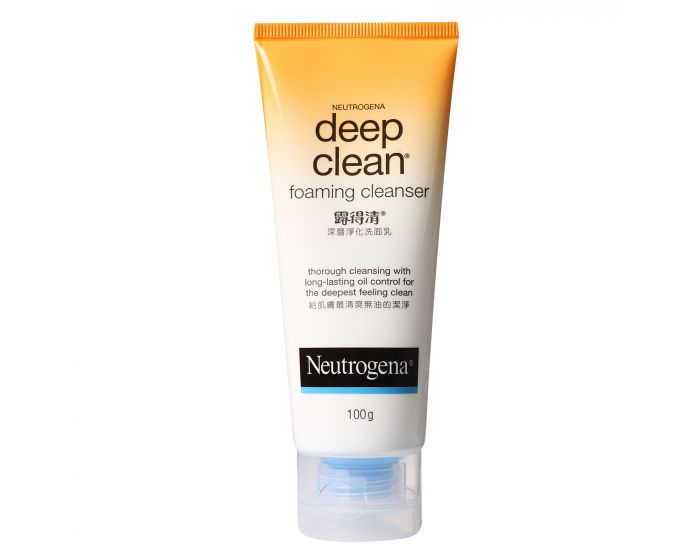 NEUTROGENA
deep
clean®
foaming cleanser
露得清®
深層淨化洗面乳
thorough cleansing with
long-lasting oil control for
the deepest feeling clean
給肌膚最清爽無油的潔淨
Neutrogena®
100g